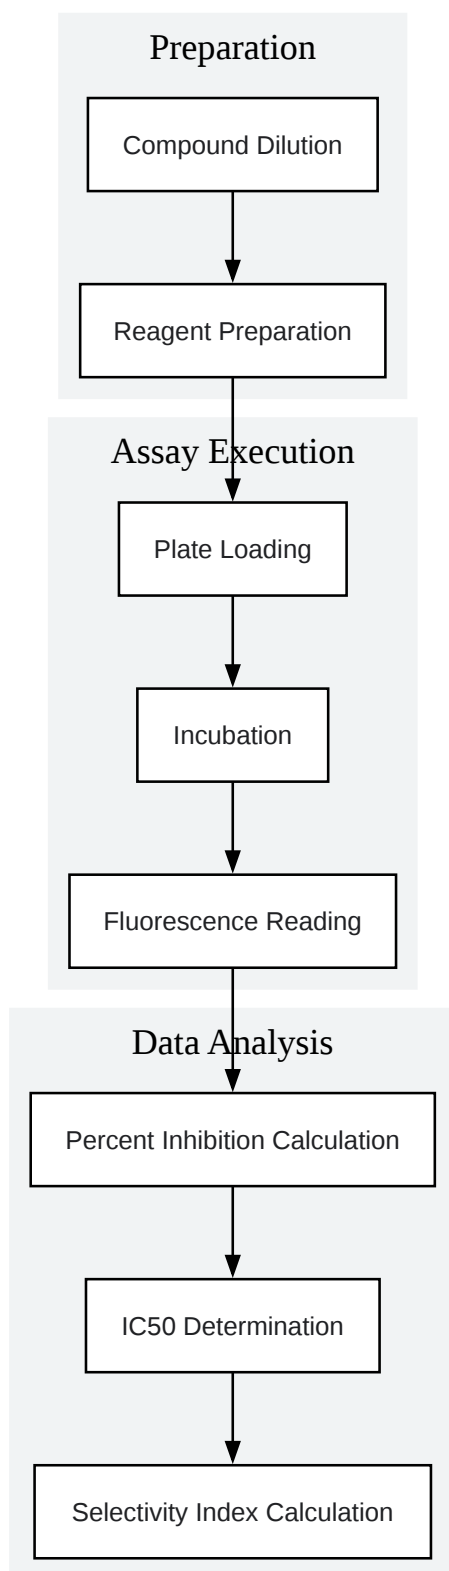 Preparation
Compound Dilution
Reagent Preparation
Assay Execution
Plate Loading
Incubation
Fluorescence Reading
Data Analysis
Percent Inhibition Calculation
IC50 Determination
Selectivity Index Calculation